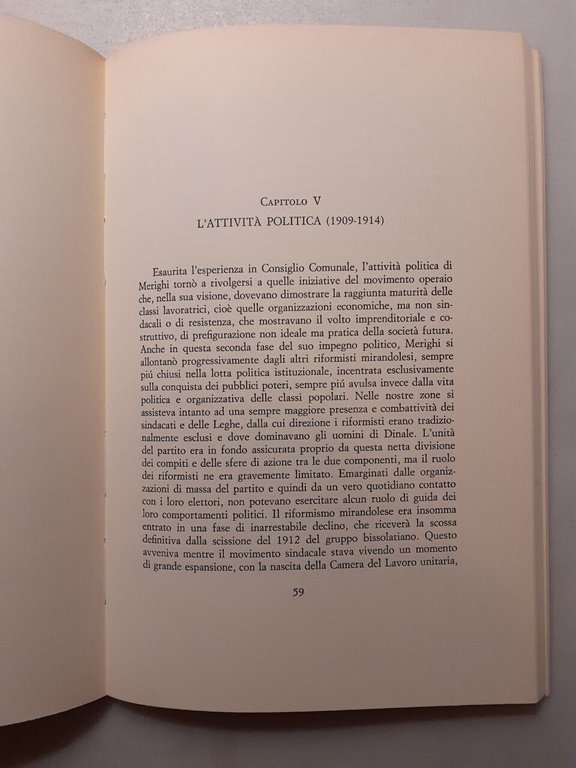 Capitolo V
L'ATTIVITÀ POLITICA (1909-1914)
Esaurita l'esperienza in Consiglio Comunale, l'attività politica di
Merighi tornò a rivolgersi a quelle iniziative del movimento operaio
che, nella sua visione, dovevano dimostrare la raggiunta maturità delle
classi lavoratrici, cioè quelle organizzazioni economiche, ma non sin-
dacali o di resistenza, che mostravano il volto imprenditoriale e co-
struttivo, di prefigurazione non ideale ma pratica della società futura.
Anche in questa seconda fase del suo impegno politico, Merighi si
allontanò progressivamente dagli altri riformisti mirandolesi, sempre
piú chiusi nella lotta politica istituzionale, incentrata esclusivamente
sulla conquista dei pubblici poteri, sempre piú avulsa invece dalla vita
politica e organizzativa delle classi popolari. Nelle nostre zone si
assisteva intanto ad una sempre maggiore presenza e combattività dei
sindacati e delle Leghe, dalla cui direzione i riformisti erano tradizio-
nalmente esclusi e dove dominavano gli uomini di Dinale. L'unità
del partito era in fondo assicurata proprio da questa netta divisione
dei compiti e delle sfere di azione tra le due componenti, ma il ruolo
dei riformisti ne era gravemente limitato. Emarginati dalle organiz-
zazioni di massa del partito e quindi da un vero quotidiano contatto
con i loro elettori, non potevano esercitare alcun ruolo di guida dei
loro comportamenti politici. Il riformismo mirandolese era insomma
entrato in una fase di inarrestabile declino, che riceverà la scossa
definitiva dalla scissione del 1912 del gruppo bissolatiano. Questo
avveniva mentre il movimento sindacale stava vivendo un momento
di grande espansione, con la nascita della Camera del Lavoro unitaria,
59